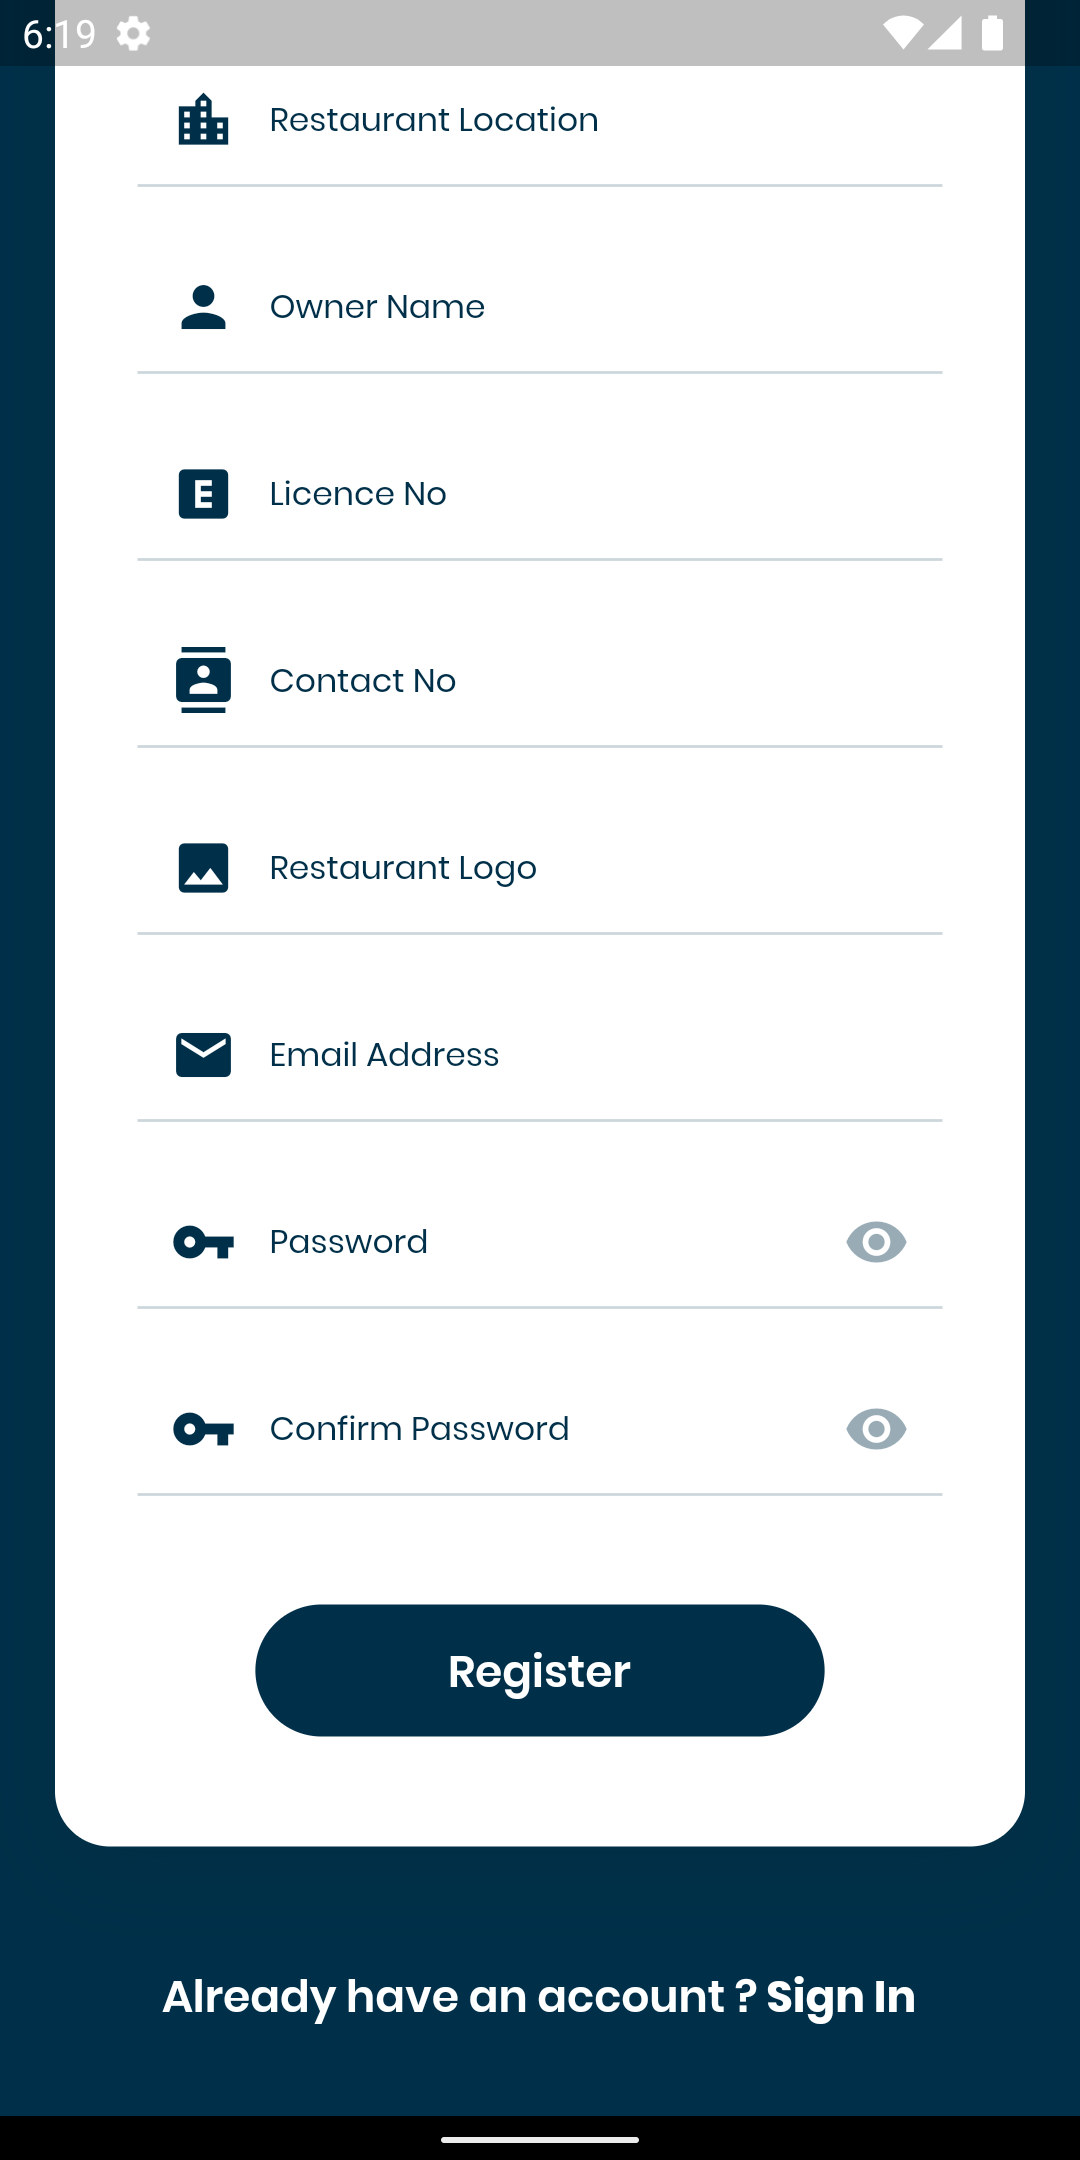 6:19
Restaurant Location
Owner Name
E
Licence No
Contact No
Restaurant Logo
Email Address
Password
Confirm Password
Register
Already have an account ? Sign In